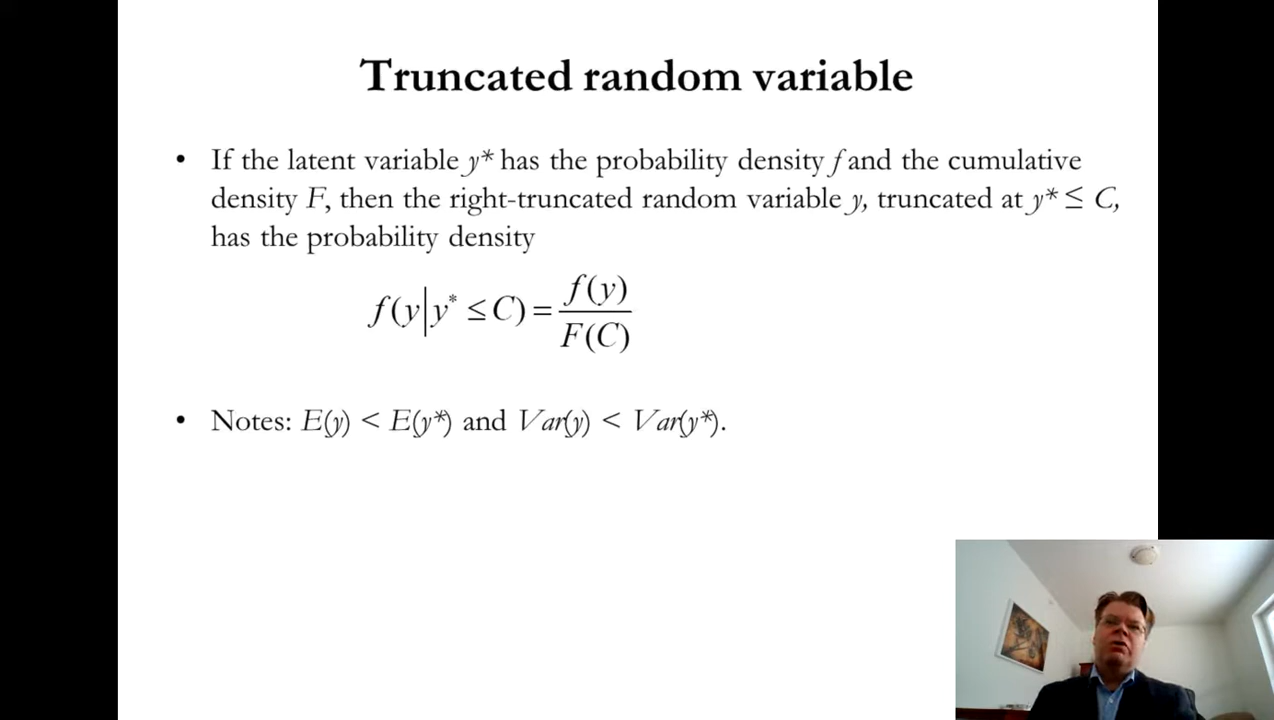 Truncated random variable
• If the latent variable y* has the probability density f and the cumulative
density F, then the right-truncated random variable y, truncated at y* ≤ C,
has the probability density
f(y|y* ≤ C) = f(y) / F(C)
• Notes: E(y) < E(y*) and Var(y) < Var(y*).